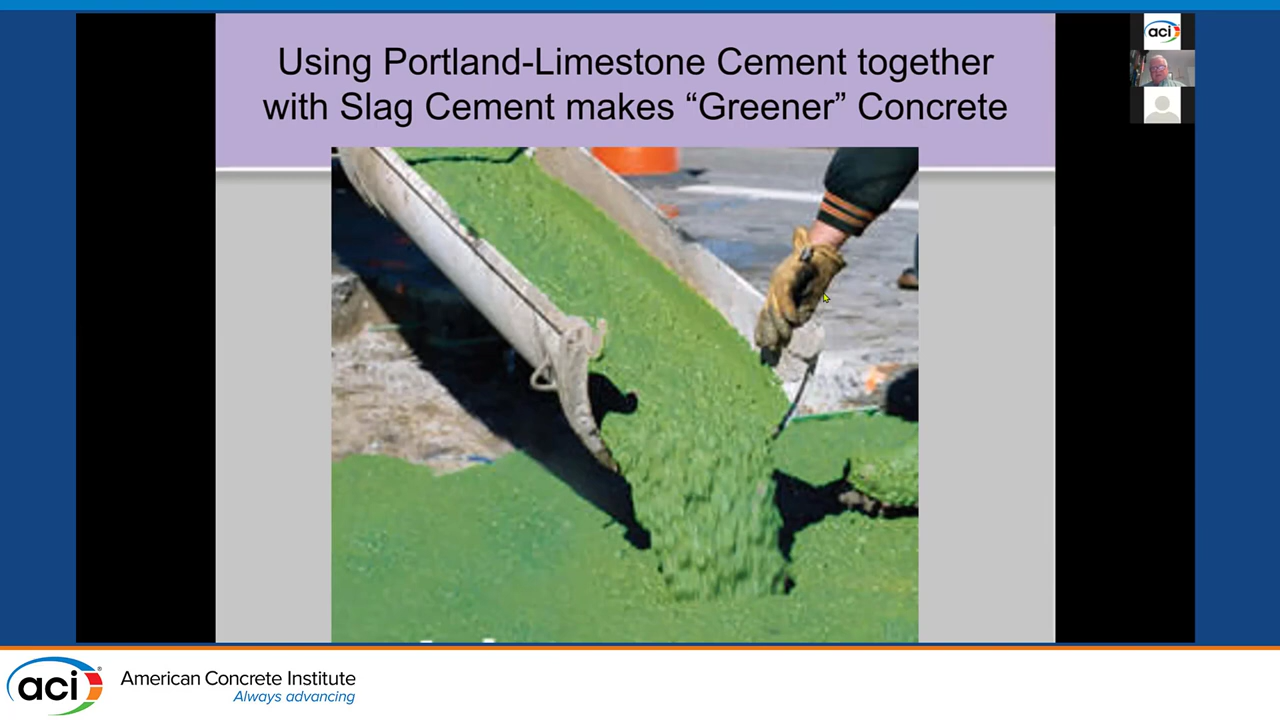 Using Portland-Limestone Cement together
with Slag Cement makes “Greener” Concrete
aci
aci
American Concrete Institute
Always advancing